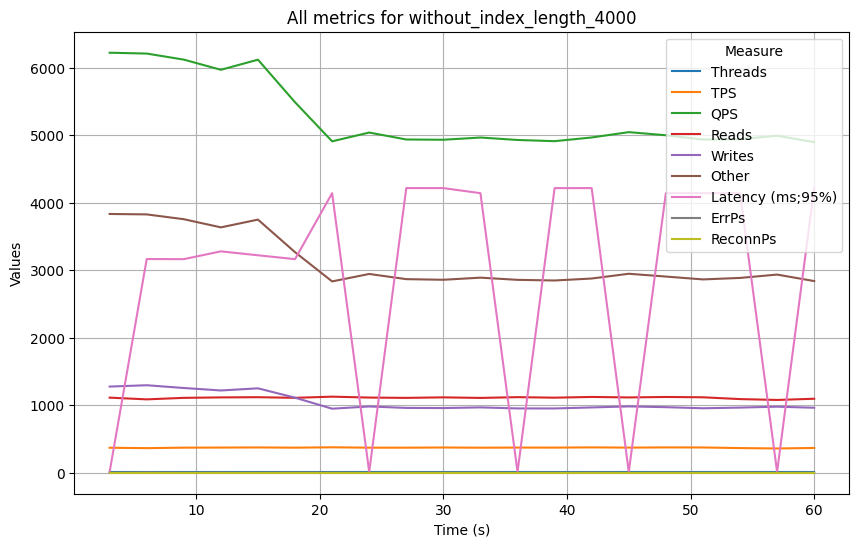 All metrics for without_index_length_4000
Measure
Threads
TPS
QPS
Reads
Writes
Other
Latency (ms;95%)
ErrPs
ReconnPs
Values
6000
5000
4000
3000
2000
1000
0
10
20
30
40
50
60
Time (s)